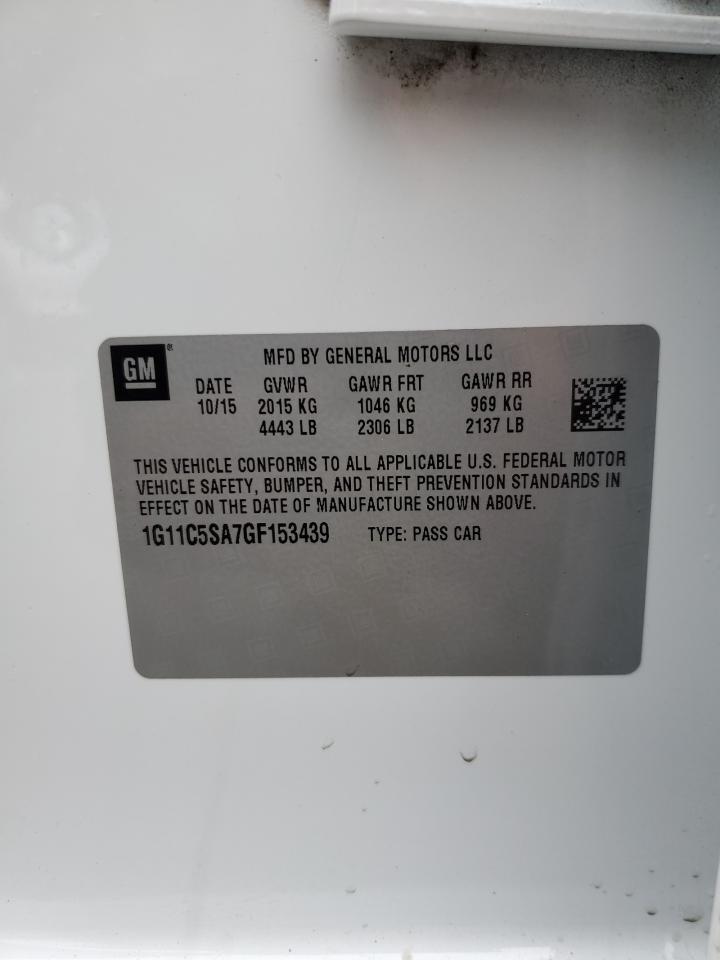 GM®
MFD BY GENERAL MOTORS LLC
DATE GVWR GAWR FRT GAWR RR
10/15 2015 KG 1046 KG 969 KG
4443 LB 2306 LB 2137 LB
THIS VEHICLE CONFORMS TO ALL APPLICABLE U.S. FEDERAL MOTOR
VEHICLE SAFETY, BUMPER, AND THEFT PREVENTION STANDARDS IN
EFFECT ON THE DATE OF MANUFACTURE SHOWN ABOVE.
1G11C5SA7GF153439 TYPE: PASS CAR